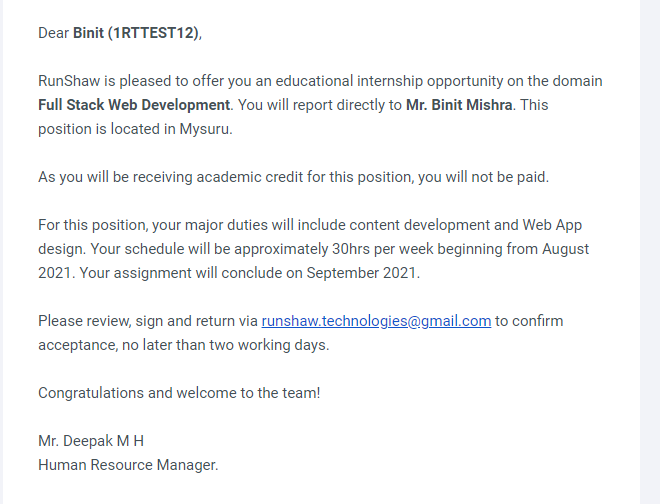 Dear Binit (1RTTEST12),
RunShaw is pleased to offer you an educational internship opportunity on the domain
Full Stack Web Development. You will report directly to Mr. Binit Mishra. This
position is located in Mysuru.
As you will be receiving academic credit for this position, you will not be paid.
For this position, your major duties will include content development and Web App
design. Your schedule will be approximately 30hrs per week beginning from August
2021. Your assignment will conclude on September 2021.
Please review, sign and return via runshaw.technologies@gmail.com to confirm
acceptance, no later than two working days.
Congratulations and welcome to the team!
Mr. Deepak M H
Human Resource Manager.